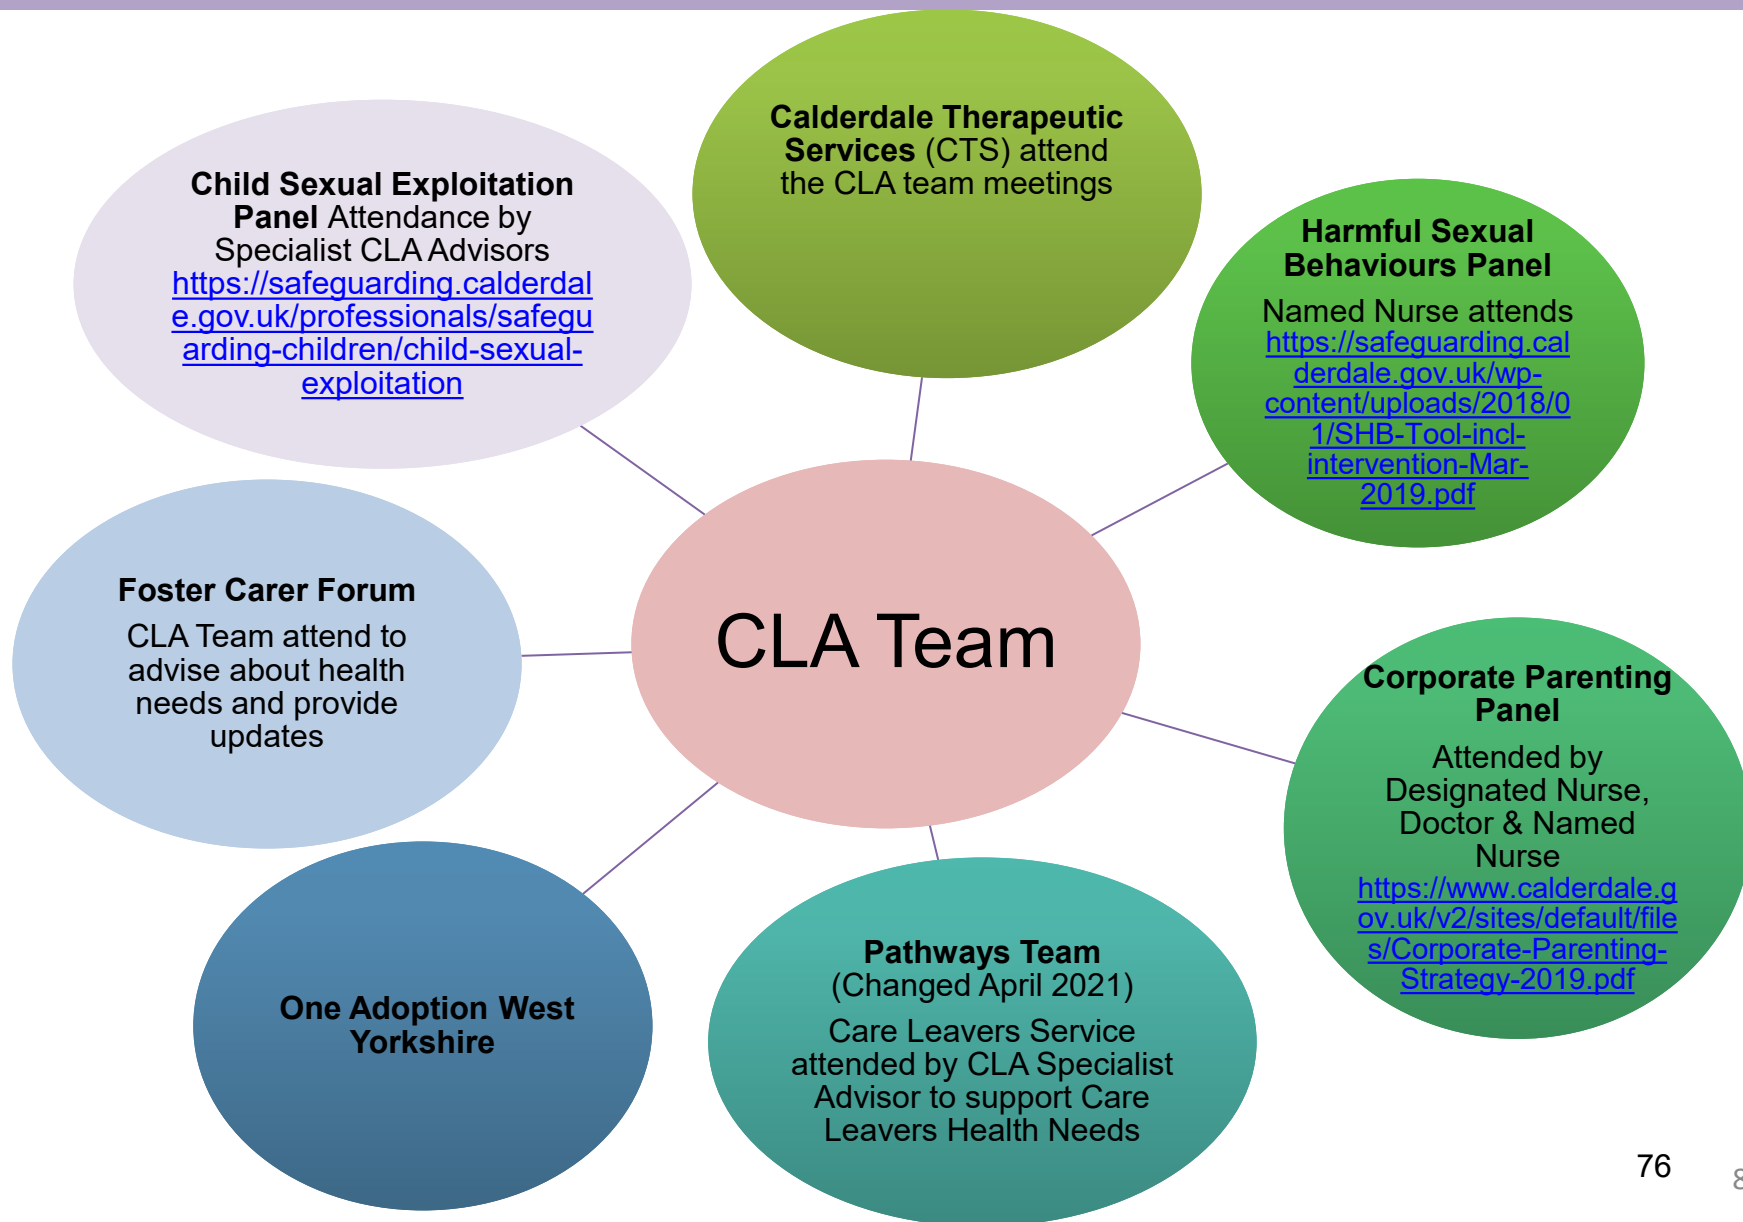 Calderdale Therapeutic
Services (CTS) attend
the CLA team meetings
Child Sexual Exploitation
Panel Attendance by
Specialist CLA Advisors
https://safeguarding.calderdal
e.gov.uk/professionals/safegu
arding-children/child-sexual-
exploitation
Harmful Sexual
Behaviours Panel
Named Nurse attends
https://safeguarding.cal
derdale.gov.uk/wp-
content/uploads/2018/0
1/SHB-Tool-incl-
intervention-Mar-
2019.pdf
Foster Carer Forum
CLA Team attend to
advise about health
needs and provide
updates
CLA Team
Corporate Parenting
Panel
Attended by
Designated Nurse,
Doctor & Named
Nurse
https://www.calderdale.g
ov.uk/v2/sites/default/file
s/Corporate-Parenting-
Strategy-2019.pdf
One Adoption West
Yorkshire
Pathways Team
(Changed April 2021)
Care Leavers Service
attended by CLA Specialist
Advisor to support Care
Leavers Health Needs
76